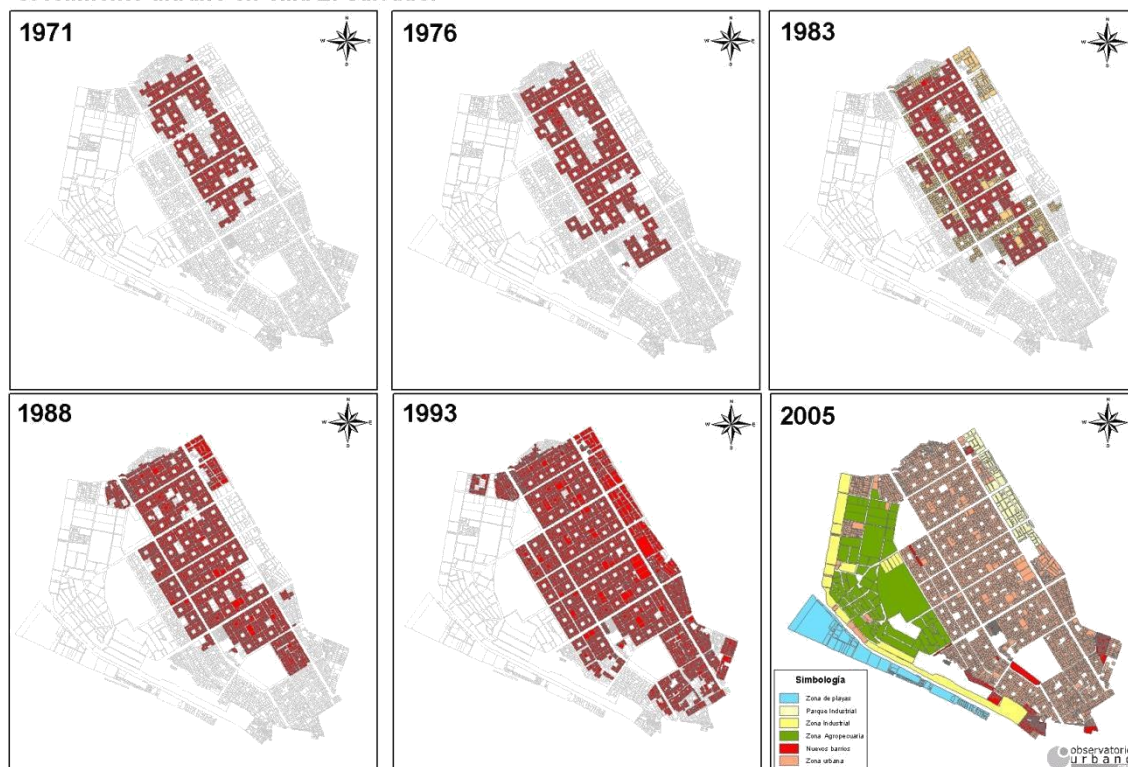 1971
1976
1983
1988
1993
2005
N
W
E
S
N
W
E
S
N
W
E
S
N
W
E
S
N
W
E
S
N
W
E
S
Simbología
Zona de playas
Parque Industrial
Zona Industrial
Zona Agropecuaria
Nuevos barrios
Zona urbana
observatorio
urbano